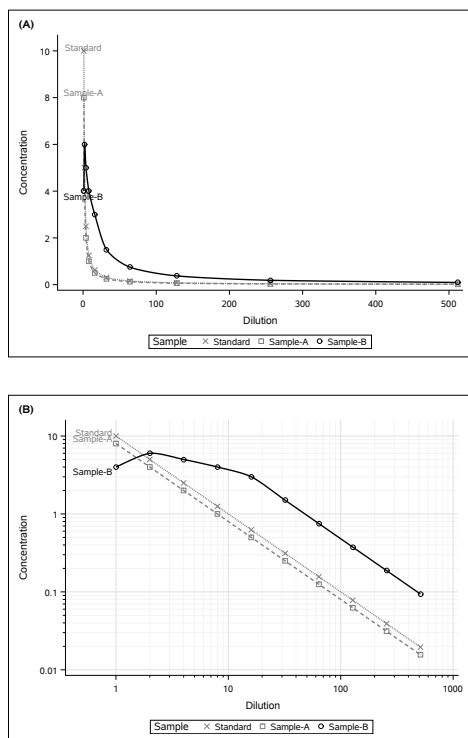 (A)
10
8
6
4
2
0
Concentration
Standard
Sample-A
Sample-B
0 100 200 300 400 500
Dilution
Sample Standard Sample-A Sample-B
(B)
10
1
0.1
0.01
Concentration
Standard
Sample-A
Sample-B
1 10 100 1000
Dilution
Sample Standard Sample-A Sample-B